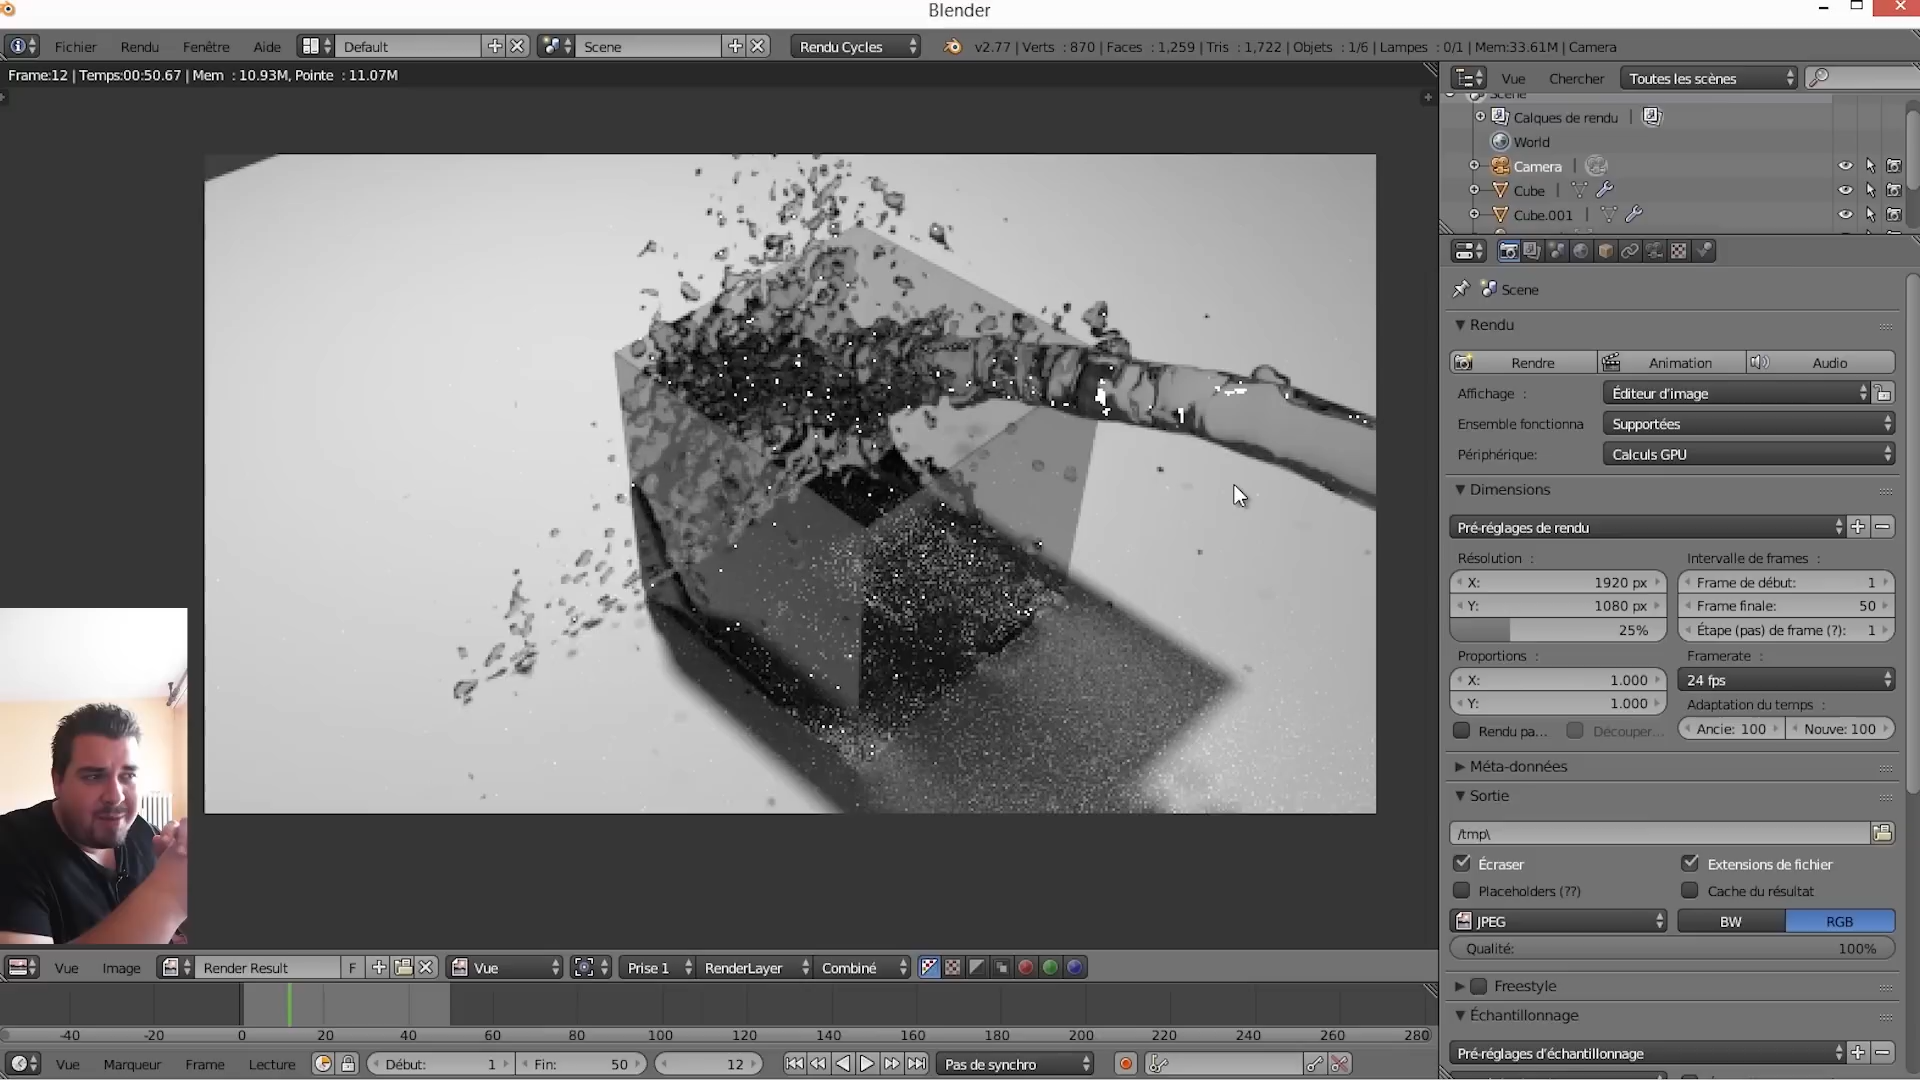 Blender
Fichier Rendu Fenêtre Aide Default Scene Rendu Cycles v2.77 | Verts : 870 | Faces : 1,259 | Tris : 1,722 | Objets : 1/6 | Lampes : 0/1 | Mem:33.61M | Camera
Frame:12 | Temps:00:50.67 | Mem : 10.93M, Pointe : 11.07M
Vue Chercher Toutes les scènes
Scene
Calques de rendu
World
Camera
Cube
Cube.001
Scene
Rendu
Rendre Animation Audio
Affichage : Éditeur d'image
Ensemble fonctionna Supportées
Périphérique: Calculs GPU
Dimensions
Pré-réglages de rendu
Résolution : Intervalle de frames :
X: 1920 px Frame de début: 1
Y: 1080 px Frame finale: 50
25% Étape (pas) de frame (?): 1
Proportions : Framerate :
X: 1.000 24 fps
Y: 1.000 Adaptation du temps :
Rendu pa... Découper... Ancie: 100 Nouve: 100
Méta-données
Sortie
/tmp\
Écraser Extensions de fichier
Placeholders (??) Cache du résultat
JPEG BW RGB
Qualité: 100%
Freestyle
Échantillonnage
Pré-réglages d'échantillonnage
Vue Image Render Result F Vue Prise 1 RenderLayer Combiné
-40 -20 0 20 40 60 80 100 120 140 160 180 200 220 240 260 280
Vue Marqueur Frame Lecture Début: 1 Fin: 50 12 Pas de synchro